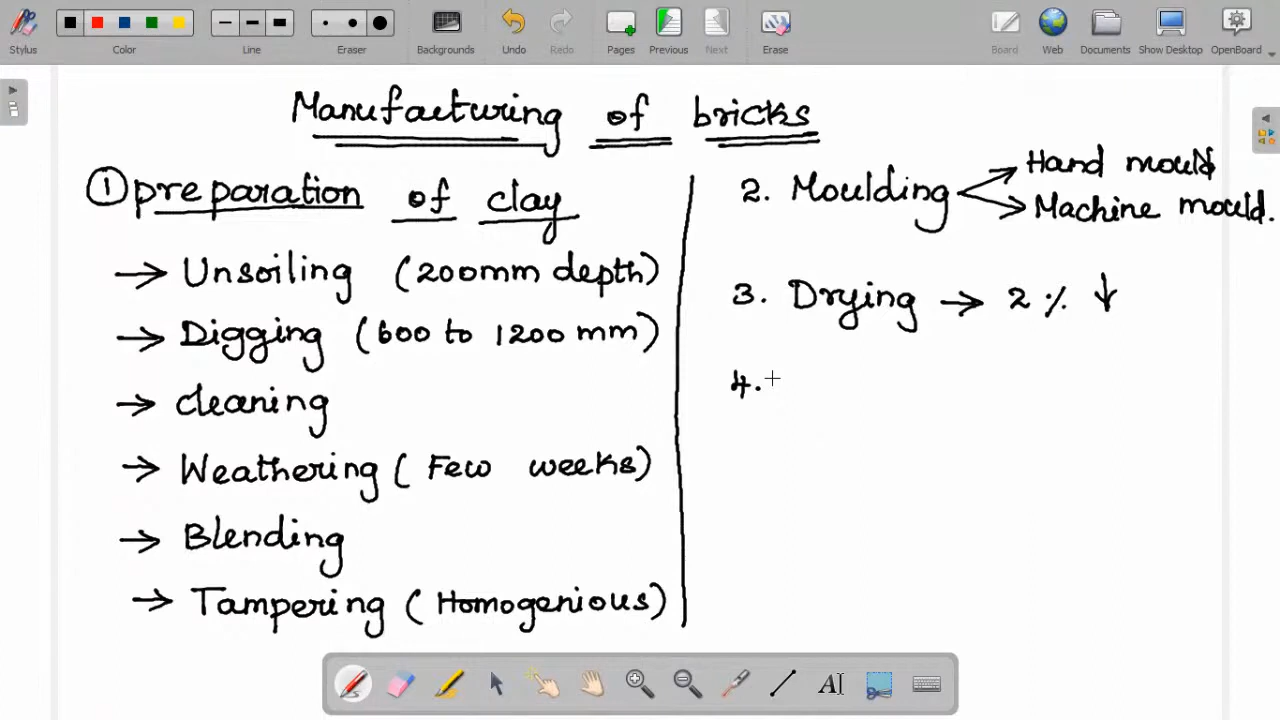 Stylus
Color
Line
Eraser
Backgrounds
Undo
Redo
Pages
Previous
Next
Erase
Board
Web
Documents
Show Desktop
OpenBoard
Manufacturing of bricks
① preparation of clay
→ Unsoiling (200mm depth)
→ Digging (600 to 1200 mm)
→ cleaning
→ Weathering ( Few weeks)
→ Blending
→ Tampering ( Homogenious)
2. Moulding
→ Hand mould
→ Machine mould.
3. Drying → 2 % ↓
4.